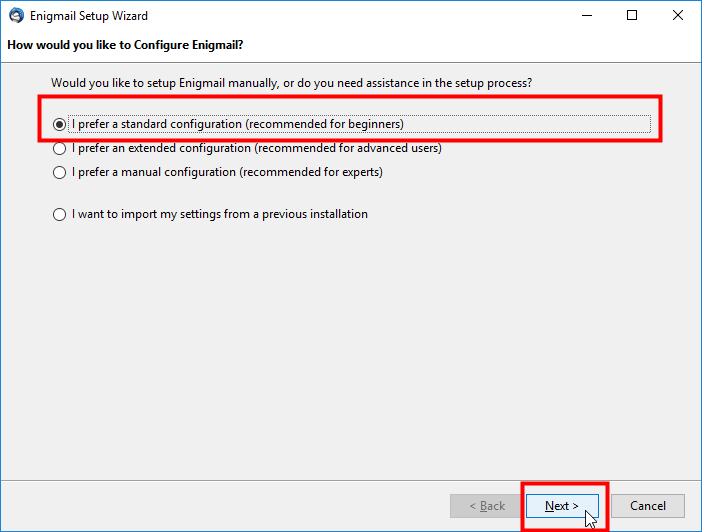 Enigmail Setup Wizard
How would you like to Configure Enigmail?
Would you like to setup Enigmail manually, or do you need assistance in the setup process?
I prefer a standard configuration (recommended for beginners)
I prefer an extended configuration (recommended for advanced users)
I prefer a manual configuration (recommended for experts)
I want to import my settings from a previous installation
< Back Next > Cancel